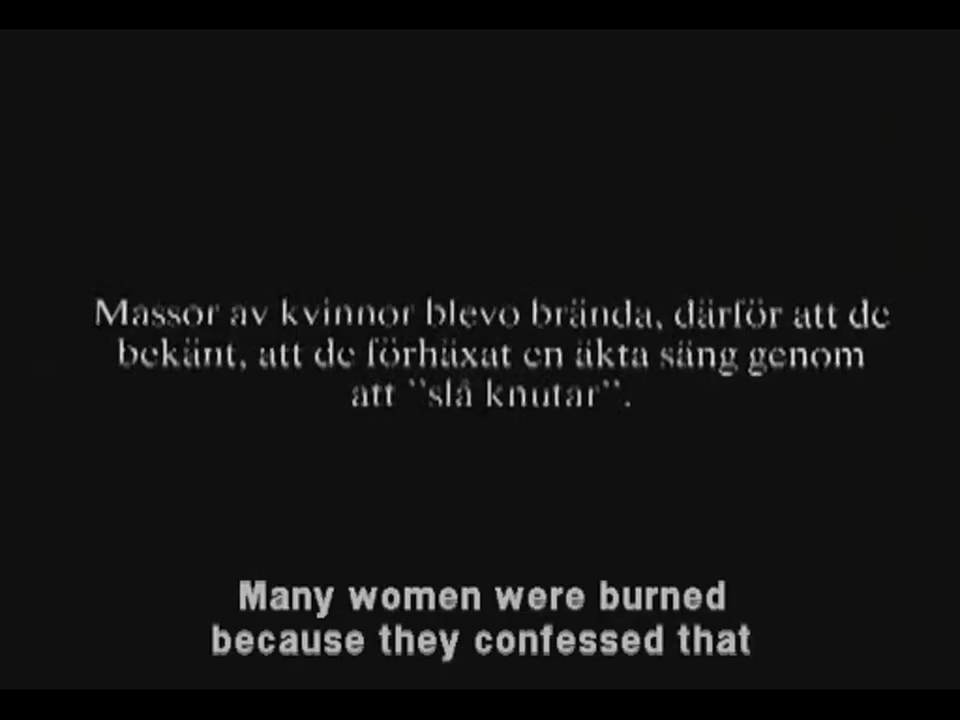 Massor av kvinnor blevo brända, därför att de
bekänt, att de förhäxat en äkta säng genom
att "slå knutar".
Many women were burned
because they confessed that